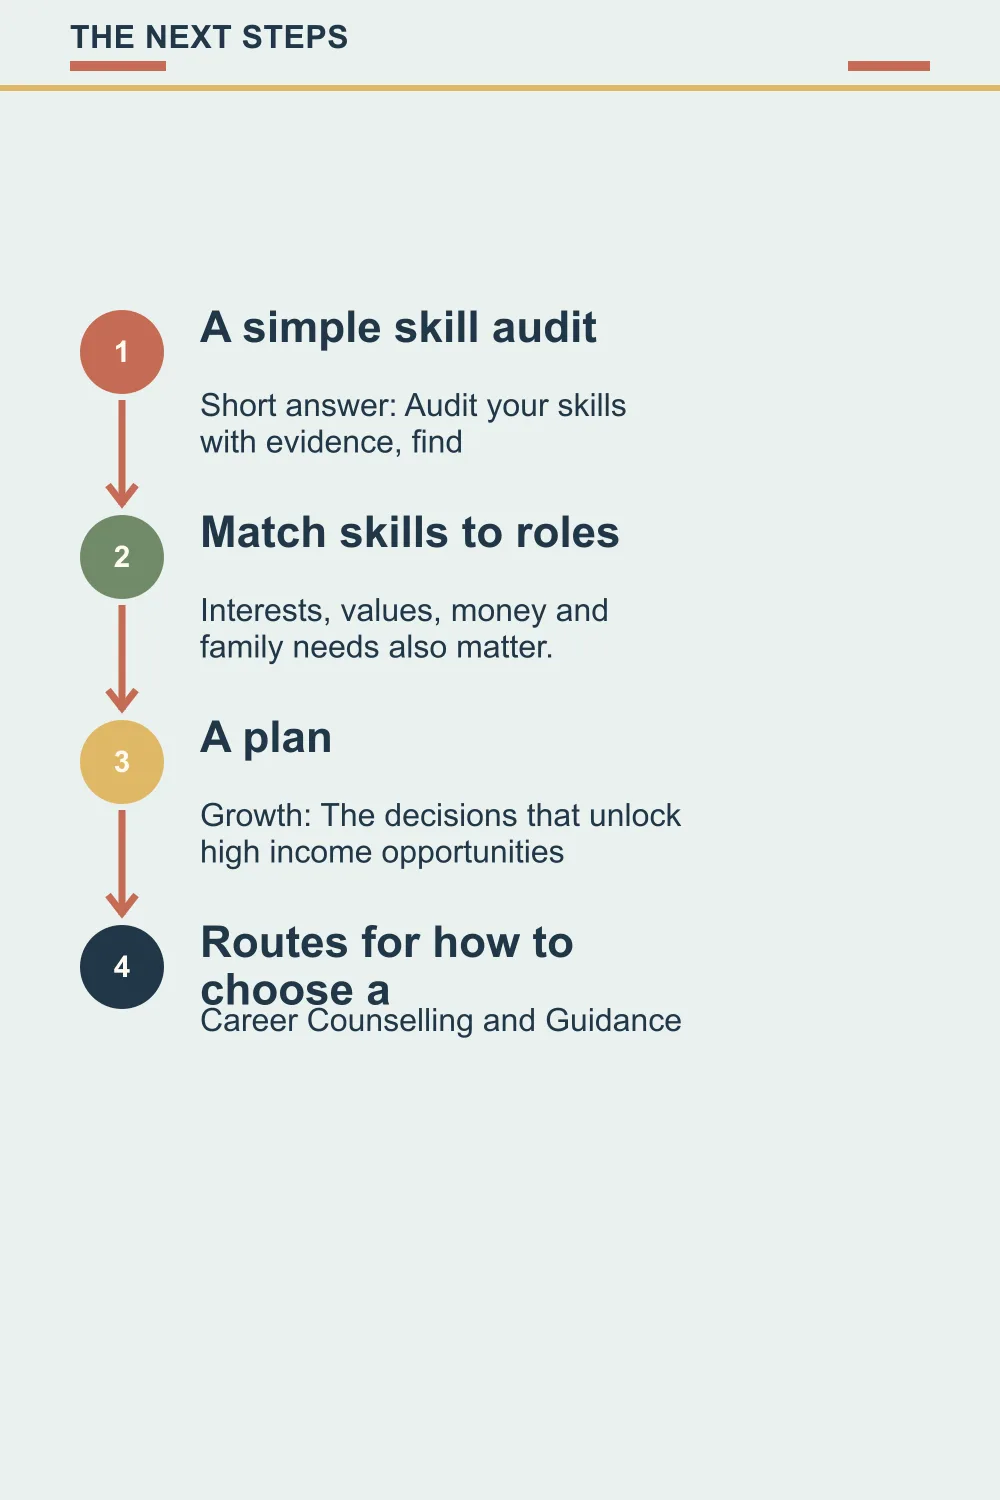 THE NEXT STEPS
1
A simple skill audit
Short answer: Audit your skills
with evidence, find
2
Match skills to roles
Interests, values, money and
family needs also matter.
3
A plan
Growth: The decisions that unlock
high income opportunities
4
Routes for how to
choose a
Career Counselling and Guidance